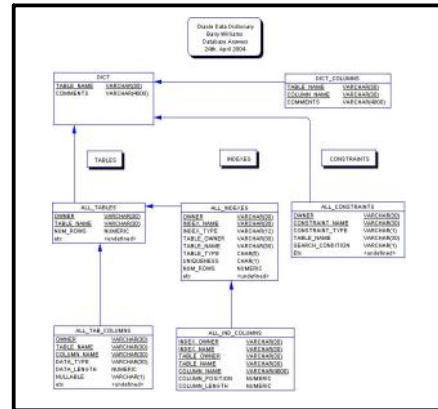 Oracle Data Dictionary
Barry Williams
Database Answers
24th. April 2004
DICT
TABLE_NAME VARCHAR(30)
COMMENTS VARCHAR(4000)
DICT_COLUMNS
TABLE_NAME VARCHAR(30)
COLUMN_NAME VARCHAR(30)
COMMENTS VARCHAR(4000)
TABLES
INDEXES
CONSTRAINTS
ALL_TABLES
OWNER VARCHAR(30)
TABLE_NAME VARCHAR(30)
NUM_ROWS NUMERIC
etc <undefined>
ALL_INDEXES
OWNER VARCHAR(30)
INDEX_NAME VARCHAR(30)
INDEX_TYPE VARCHAR(12)
TABLE_OWNER VARCHAR(30)
TABLE_NAME VARCHAR(30)
TABLE_TYPE CHAR(5)
UNIQUENESS CHAR(1)
NUM_ROWS NUMERIC
etc <undefined>
ALL_CONSTRAINTS
OWNER VARCHAR(30)
CONSTRAINT_NAME VARCHAR(30)
CONSTRAINT_TYPE VARCHAR(1)
TABLE_NAME VARCHAR(30)
SEARCH_CONDITION VARCHAR(1)
Etc <undefined>
ALL_TAB_COLUMNS
OWNER VARCHAR(30)
TABLE_NAME VARCHAR(30)
COLUMN_NAME VARCHAR(30)
DATA_TYPE VARCHAR(30)
DATA_LENGTH NUMERIC
NULLABLE VARCHAR(1)
etc <undefined>
ALL_IND_COLUMNS
INDEX_OWNER VARCHAR(30)
INDEX_NAME VARCHAR(30)
TABLE_OWNER VARCHAR(30)
TABLE_NAME VARCHAR(30)
COLUMN_NAME VARCHAR(4000)
COLUMN_POSITION NUMERIC
COLUMN_LENGTH NUMERIC